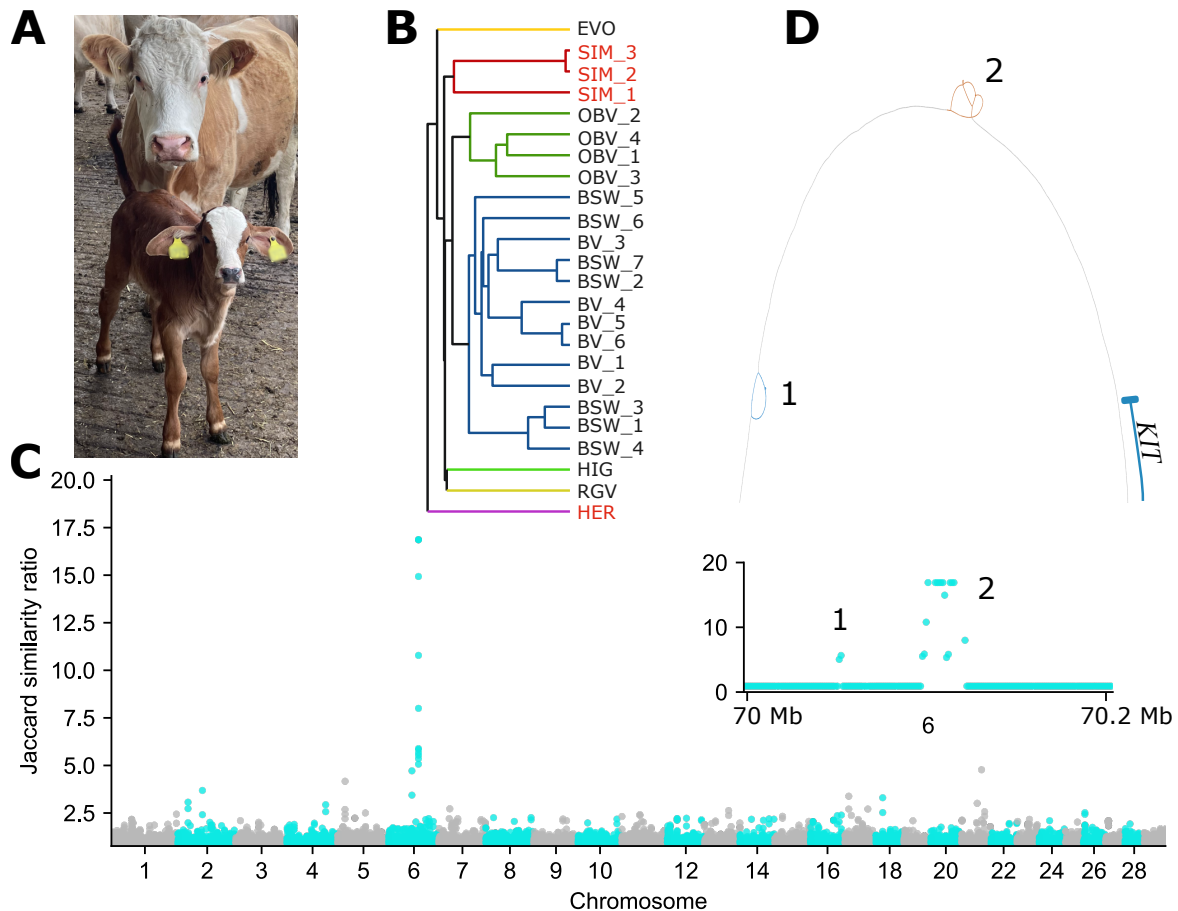 A
B
EVO
SIM_3
SIM_2
SIM_1
OBV_2
OBV_4
OBV_1
OBV_3
BSW_5
BSW_6
BV_3
BSW_7
BSW_2
BV_4
BV_5
BV_6
BV_1
BV_2
BSW_3
BSW_1
BSW_4
HIG
RGV
HER
D
2
1
KIT
C
20.0
17.5
15.0
12.5
10.0
7.5
5.0
2.5
Jaccard similarity ratio
1 2 3 4 5 6 7 8 9 10 12 14 16 18 20 22 24 26 28
Chromosome
20
10
0
1
2
70 Mb 70.2 Mb
6